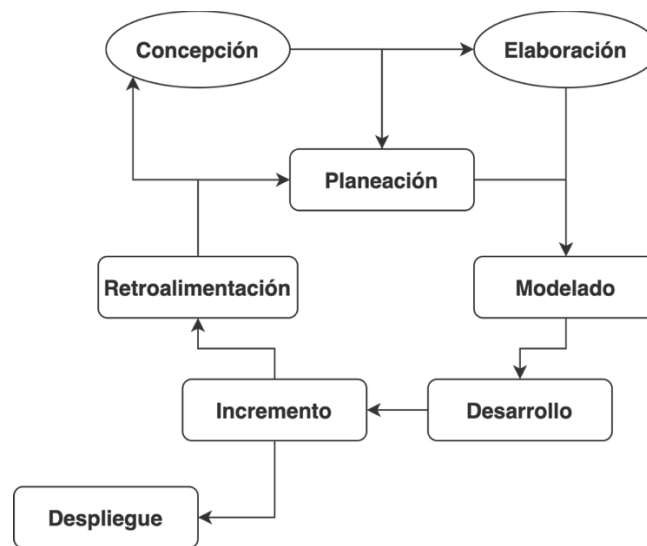 Concepción
Elaboración
Planeación
Retroalimentación
Modelado
Incremento
Desarrollo
Despliegue